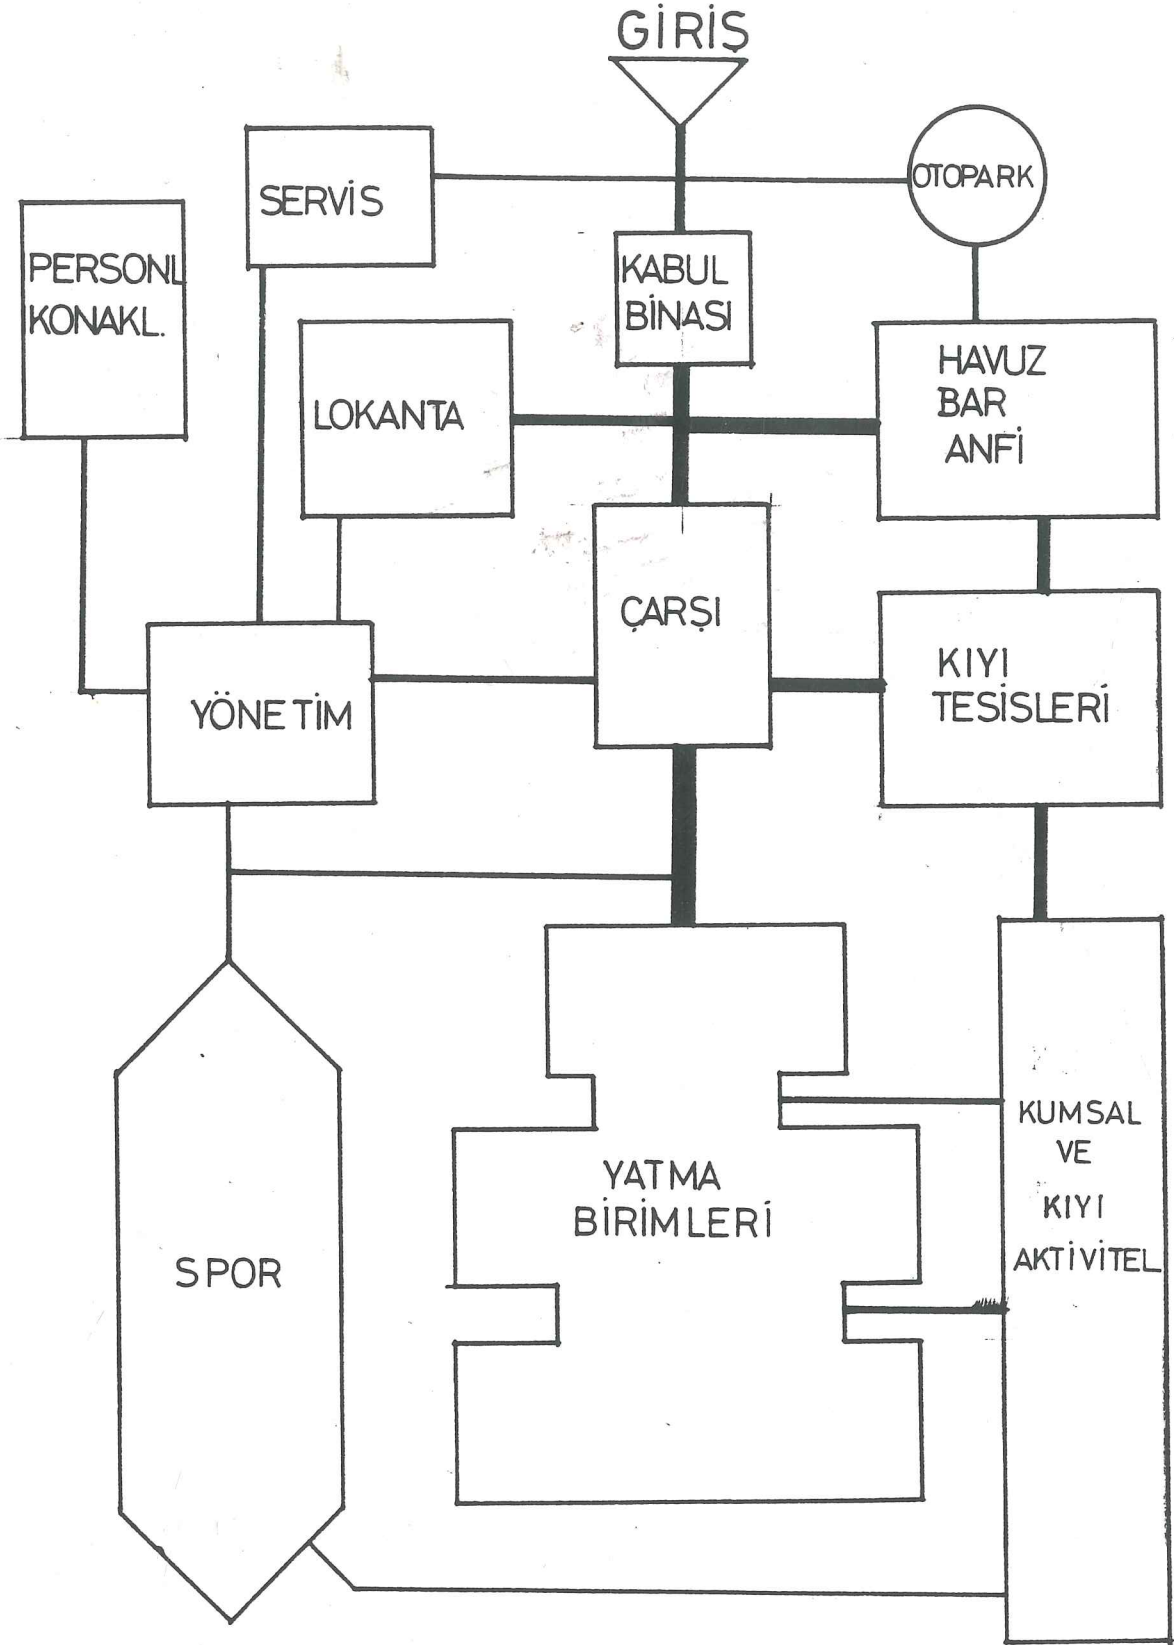 GİRİŞ
SERVİS
OTOPARK
PERSONL
KONAKL.
KABUL
BİNASI
LOKANTA
HAVUZ
BAR
ANFİ
ÇARŞI
YÖNETİM
KIYI
TESİSLERİ
SPOR
YATMA
BİRİMLERİ
KUMSAL
VE
KIYI
AKTİVİTEL